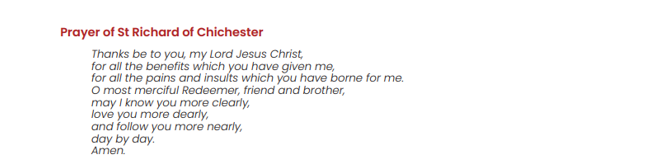 Prayer of St Richard of Chichester
Thanks be to you, my Lord Jesus Christ,
for all the benefits which you have given me,
for all the pains and insults which you have borne for me.
O most merciful Redeemer, friend and brother,
may I know you more clearly,
love you more dearly,
and follow you more nearly,
day by day.
Amen.